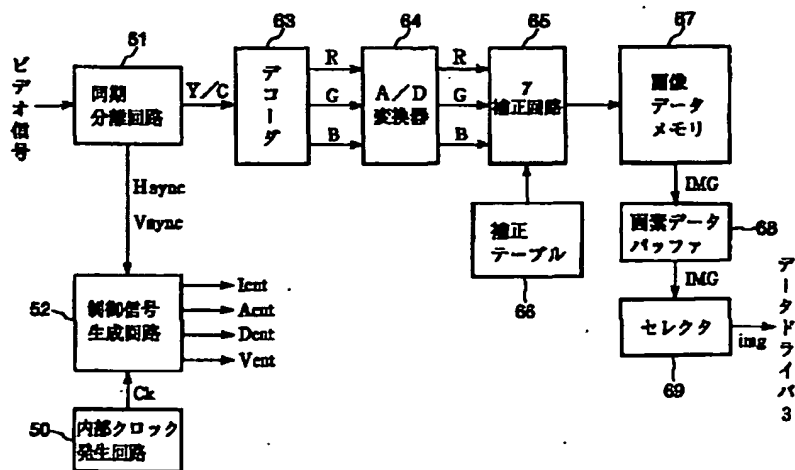 ビデオ信号
51
同期
分離回路
Y/C
63
デコーダ
R
G
B
64
A/D
変換器
R
G
B
65
γ
補正回路
67
画像
データ
メモリ
Hsync
Vsync
補正
テーブル
66
IMG
画素データ
バッファ
68
IMG
セレクタ
69
img
データドライバ3
52
制御信号
生成回路
Icnt
Acnt
Dcnt
Vcnt
Ck
50
内部クロック
発生回路